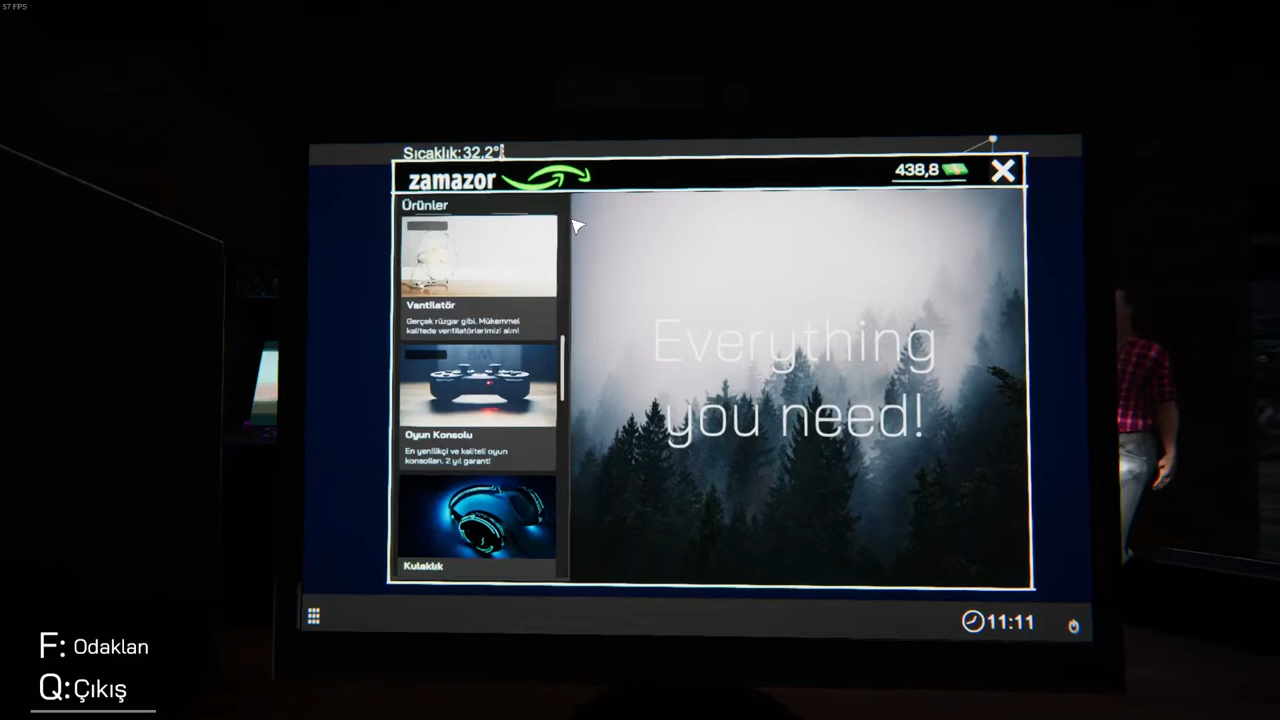 57 FPS
Sıcaklık: 32.2°
zamazor
438,8
Ürünler
Vantilatör
Gerçek rüzgar gibi. Mükemmel
kalitede ventilatörlerimizi alın!
Oyun Konsolu
En yenilikçi ve kaliteli oyun
konsolları. 2 yıl garanti!
Kulaklık
Everything
you need!
11:11
F: Odaklan
Q: Çıkış